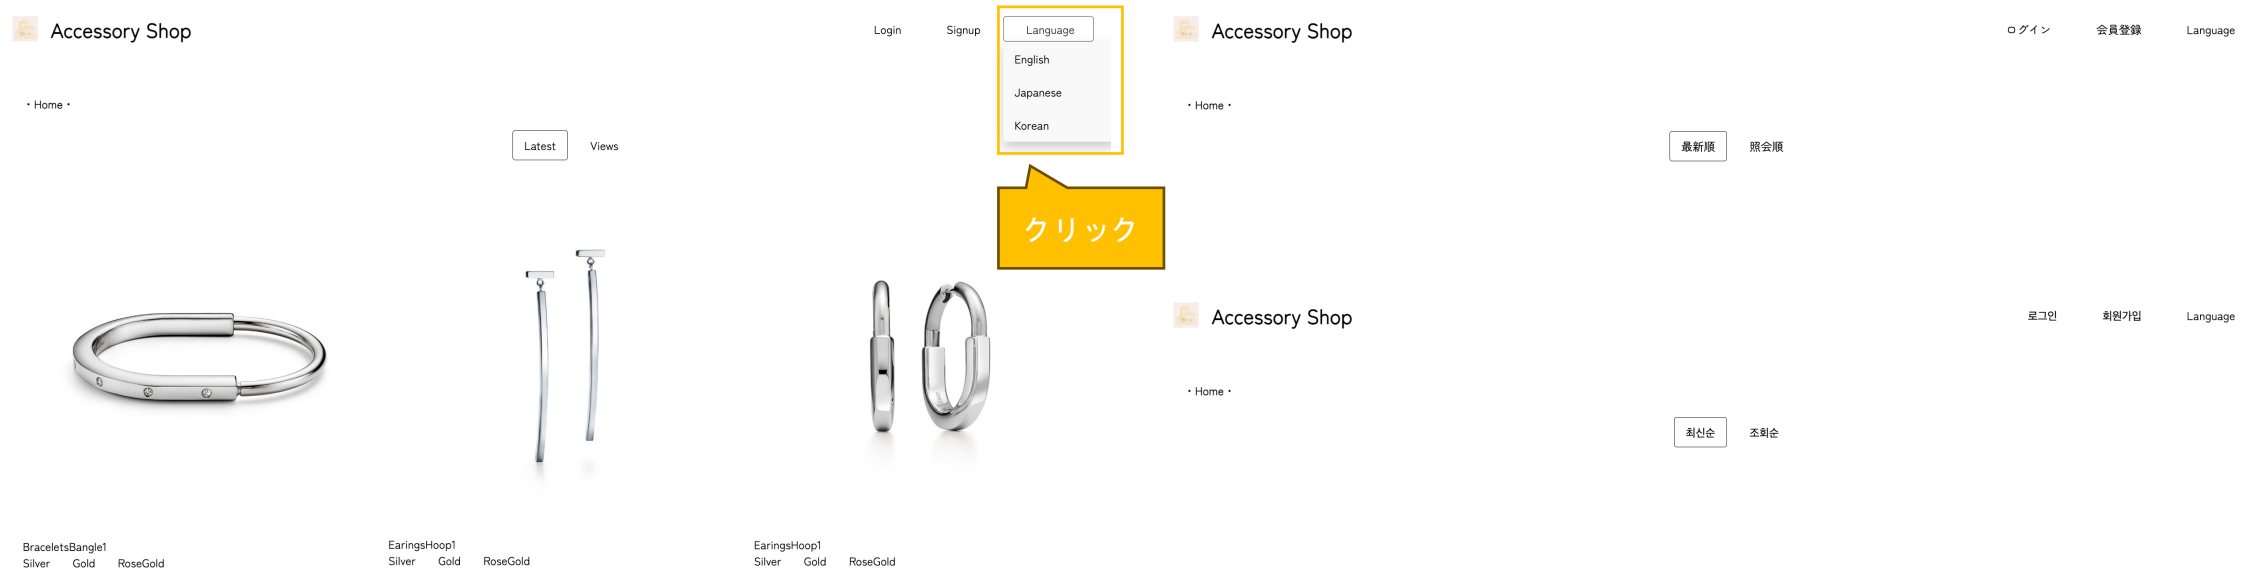 Accessory Shop
Login Signup Language
English
Japanese
Korean
・Home・
Latest Views
クリック
BraceletsBangle1
Silver Gold RoseGold
EaringsHoop1
Silver Gold RoseGold
EaringsHoop1
Silver Gold RoseGold
Accessory Shop
ログイン 会員登録 Language
・Home・
最新順 照会順
Accessory Shop
로그인 회원가입 Language
・Home・
최신순 조회순